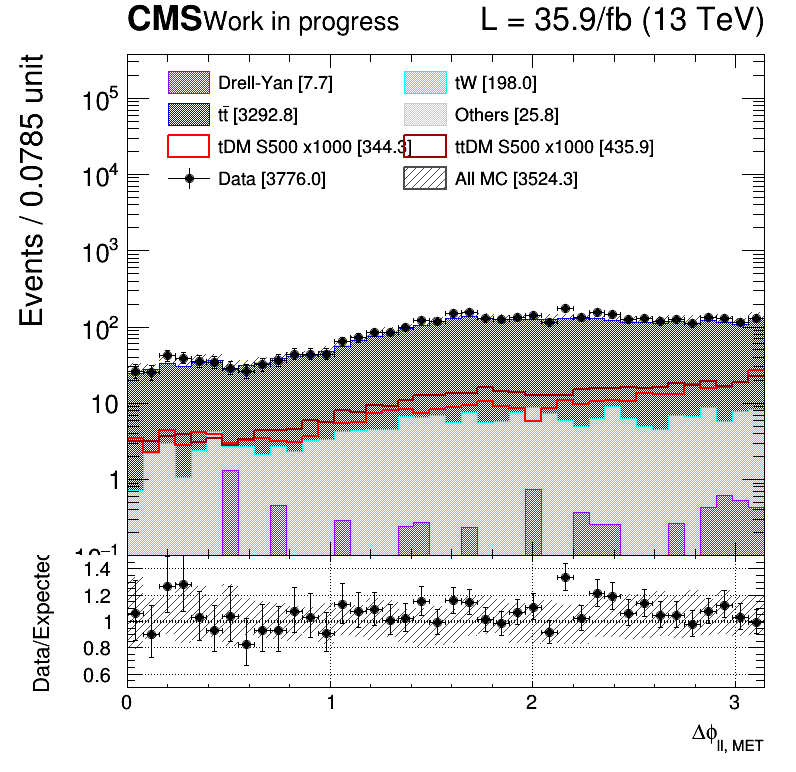 CMS Work in progress L = 35.9/fb (13 TeV)
Events / 0.0785 unit
Drell-Yan [7.7] tW [198.0]
tt̄ [3292.8] Others [25.8]
tDM S500 x1000 [344.3] ttDM S500 x1000 [435.9]
Data [3776.0] All MC [3524.3]
10⁵
10⁴
10³
10²
10
1
10⁻¹
Data/Expected
1.4
1.2
1
0.8
0.6
0 1 2 3
Δϕll, MET